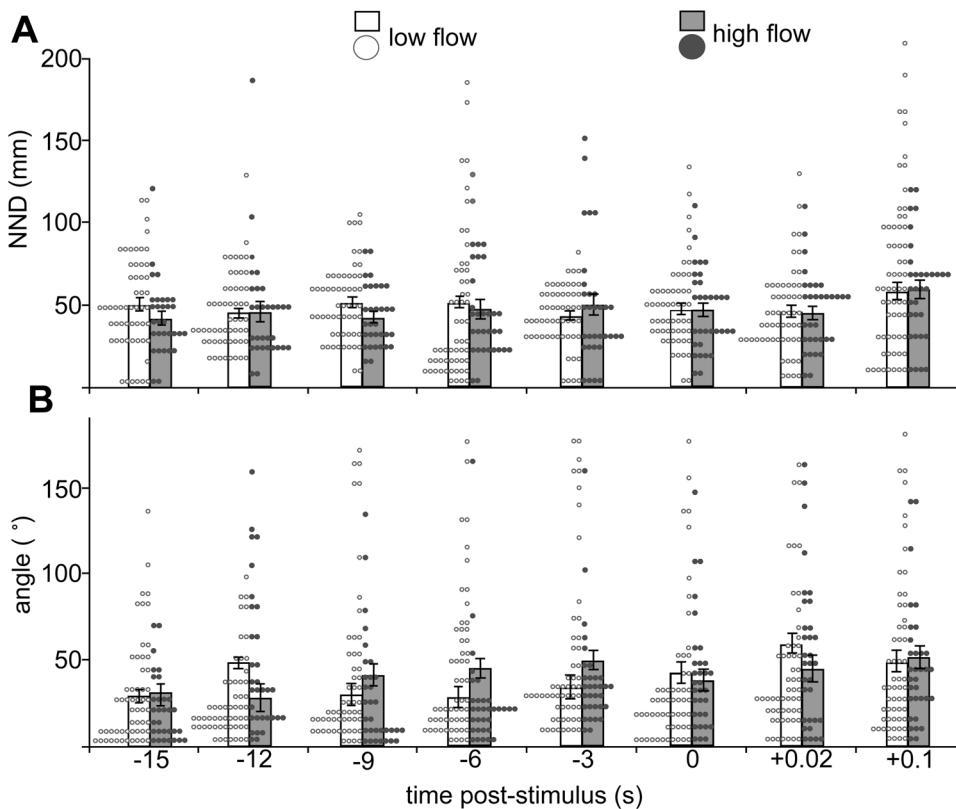 A
low flow
high flow
200
150
100
50
NND (mm)
B
150
100
50
angle (°)
-15 -12 -9 -6 -3 0 +0.02 +0.1
time post-stimulus (s)